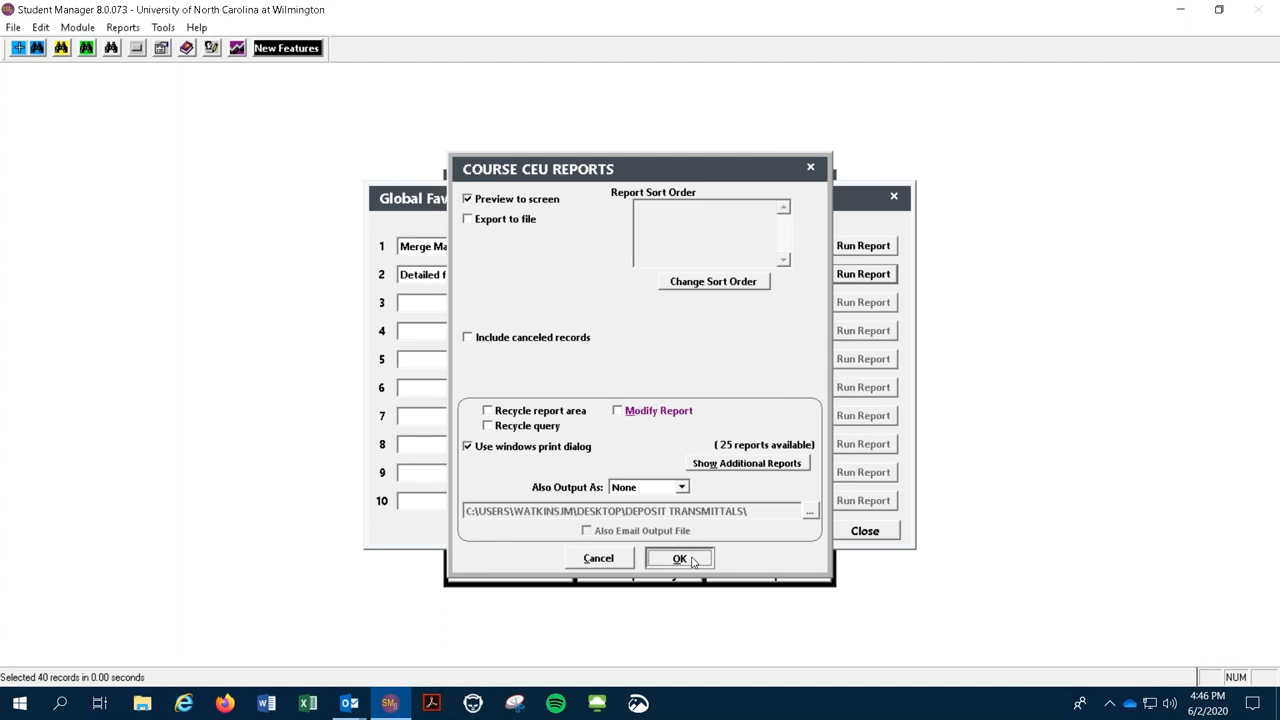 Student Manager 8.0.073 - University of North Carolina at Wilmington
File Edit Module Reports Tools Help
New Features
COURSE CEU REPORTS
Global Fav
Preview to screen
Report Sort Order
Export to file
1 Merge Ma Run Report
2 Detailed f Run Report
Change Sort Order
3 Run Report
4 Run Report
Include canceled records
5 Run Report
6 Run Report
7 Run Report
8 Run Report
9 Run Report
10 Run Report
Recycle report area Modify Report
Recycle query
Use windows print dialog (25 reports available)
Show Additional Reports
Also Output As: None
C:\USERS\WATKINSJM\DESKTOP\DEPOSIT TRANSMITTALS\ ...
Also Email Output File
Close
Cancel OK
Selected 40 records in 0.00 seconds NUM
4:46 PM
6/2/2020